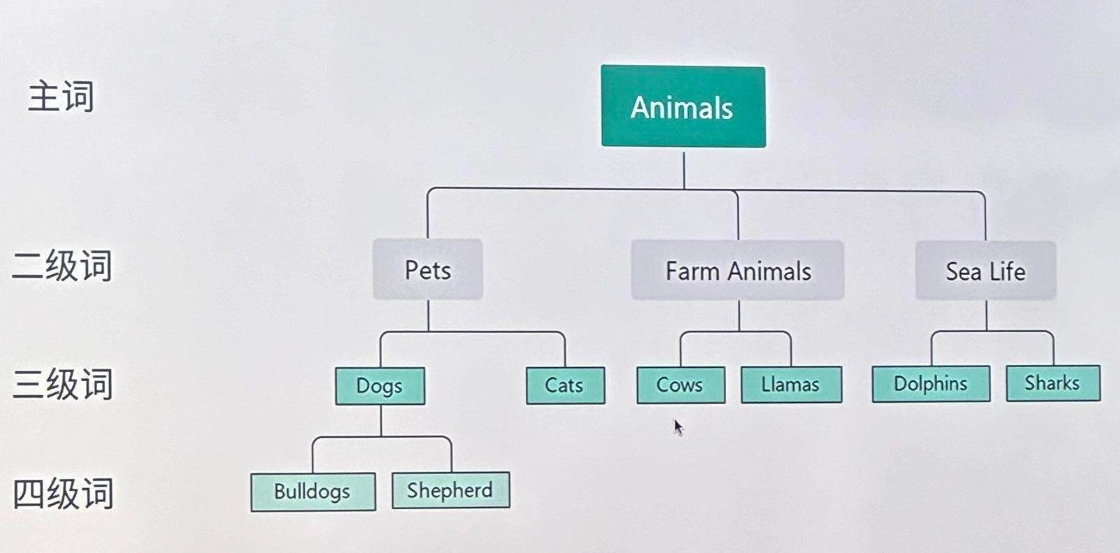 主词
Animals
二级词
Pets
Farm Animals
Sea Life
三级词
Dogs
Cats
Cows
Llamas
Dolphins
Sharks
四级词
Bulldogs
Shepherd